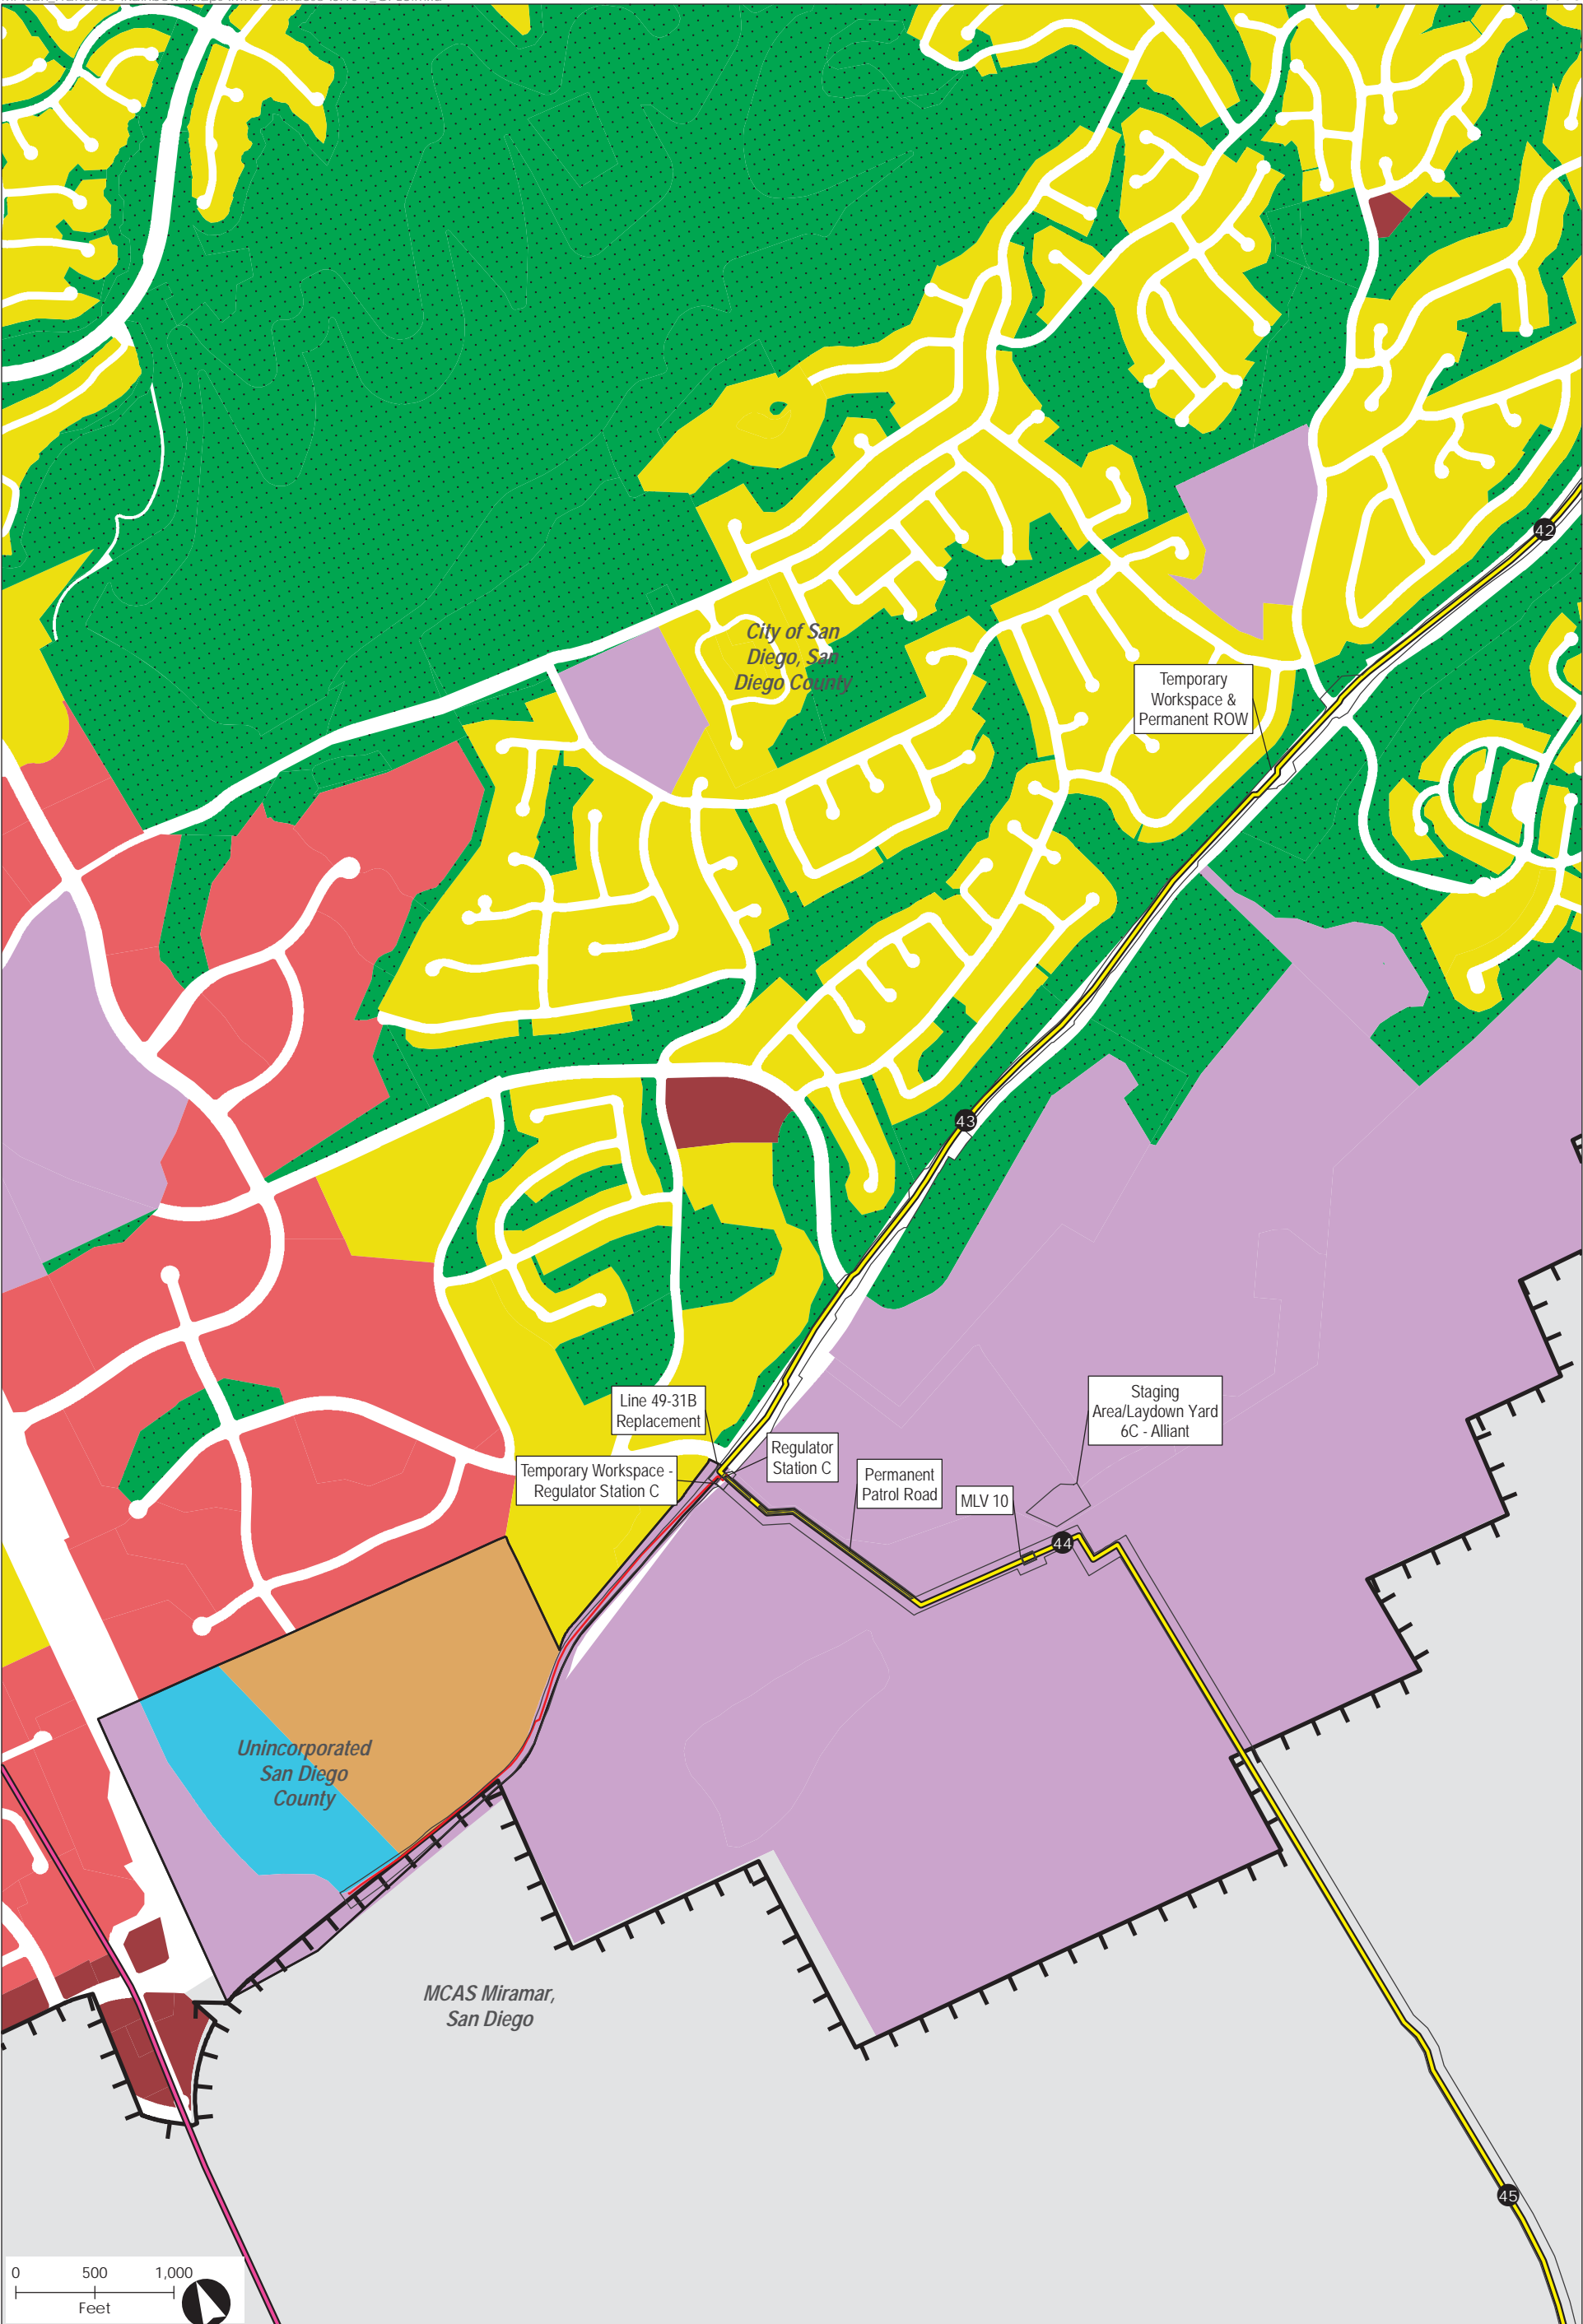 42
City of San
Diego, San
Diego County
Temporary
Workspace &
Permanent ROW
43
Staging
Area/Laydown Yard
6C - Alliant
Line 49-31B
Replacement
Regulator
Station C
Temporary Workspace -
Regulator Station C
Permanent
Patrol Road
MLV 10
44
Unincorporated
San Diego
County
MCAS Miramar,
San Diego
45
0 500 1,000
Feet